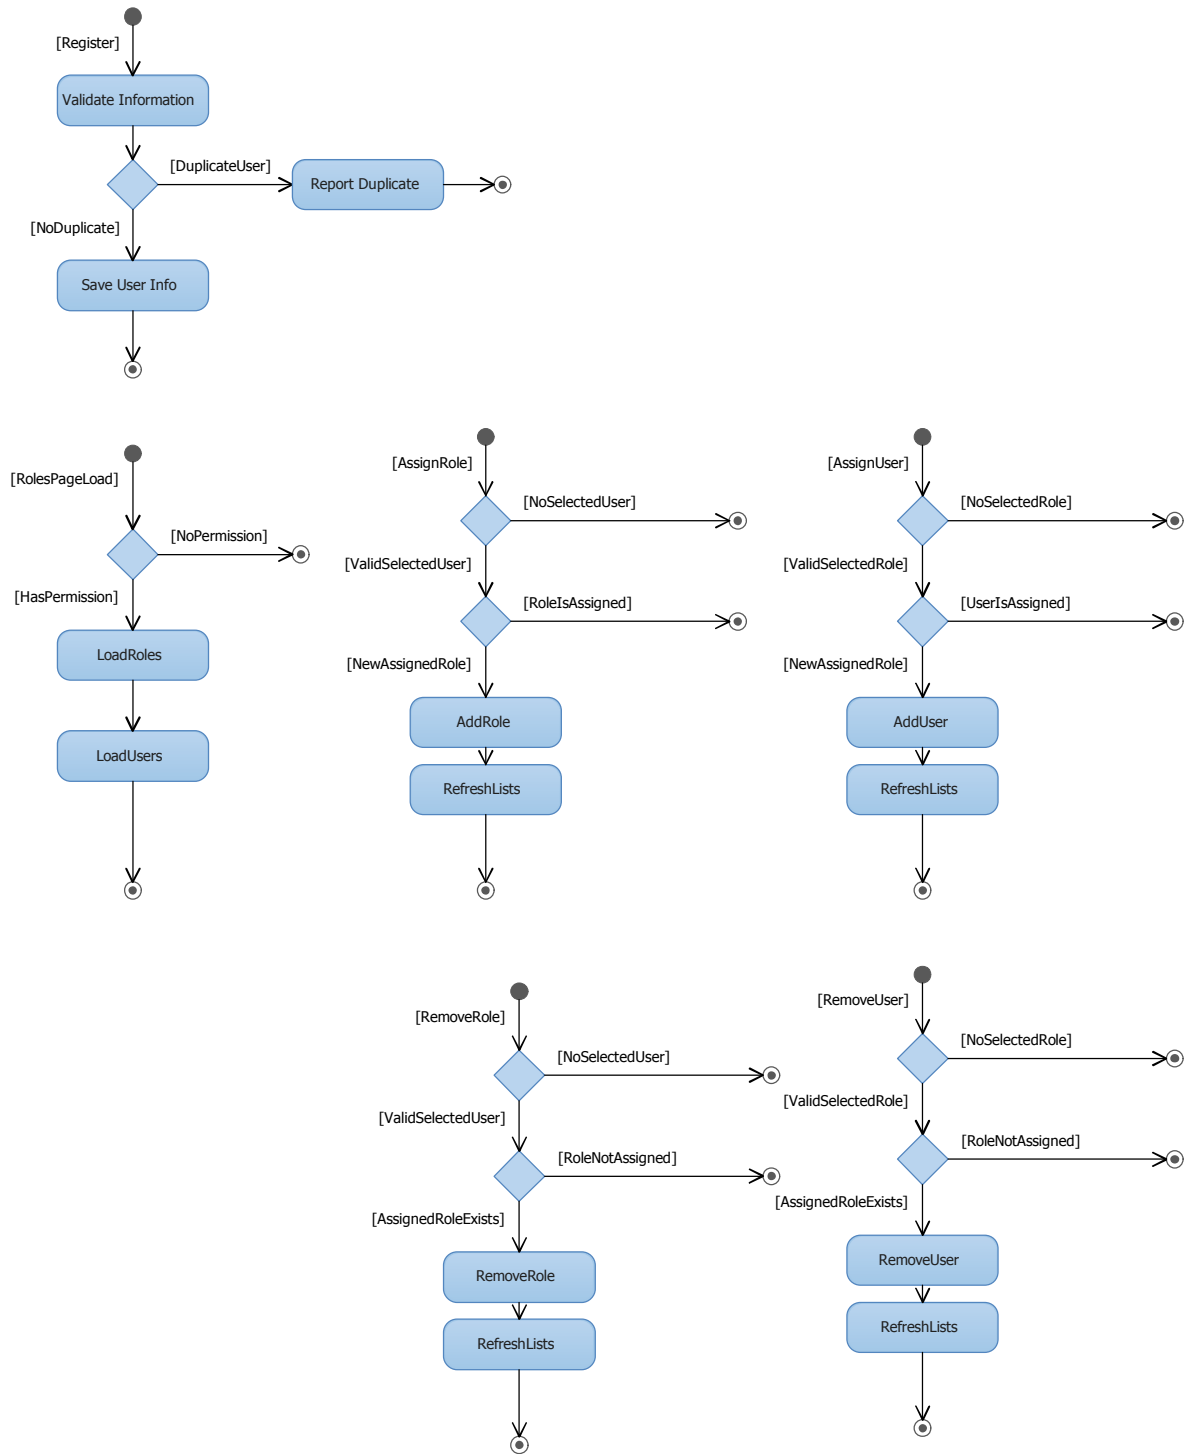 [Register]
Validate Information
[DuplicateUser]
Report Duplicate
[NoDuplicate]
Save User Info
[RolesPageLoad]
[NoPermission]
[HasPermission]
LoadRoles
LoadUsers
[AssignRole]
[NoSelectedUser]
[ValidSelectedUser]
[RoleIsAssigned]
[NewAssignedRole]
AddRole
RefreshLists
[AssignUser]
[NoSelectedRole]
[ValidSelectedRole]
[UserIsAssigned]
[NewAssignedRole]
AddUser
RefreshLists
[RemoveRole]
[NoSelectedUser]
[ValidSelectedUser]
[RoleNotAssigned]
[AssignedRoleExists]
RemoveRole
RefreshLists
[RemoveUser]
[NoSelectedRole]
[ValidSelectedRole]
[RoleNotAssigned]
[AssignedRoleExists]
RemoveUser
RefreshLists